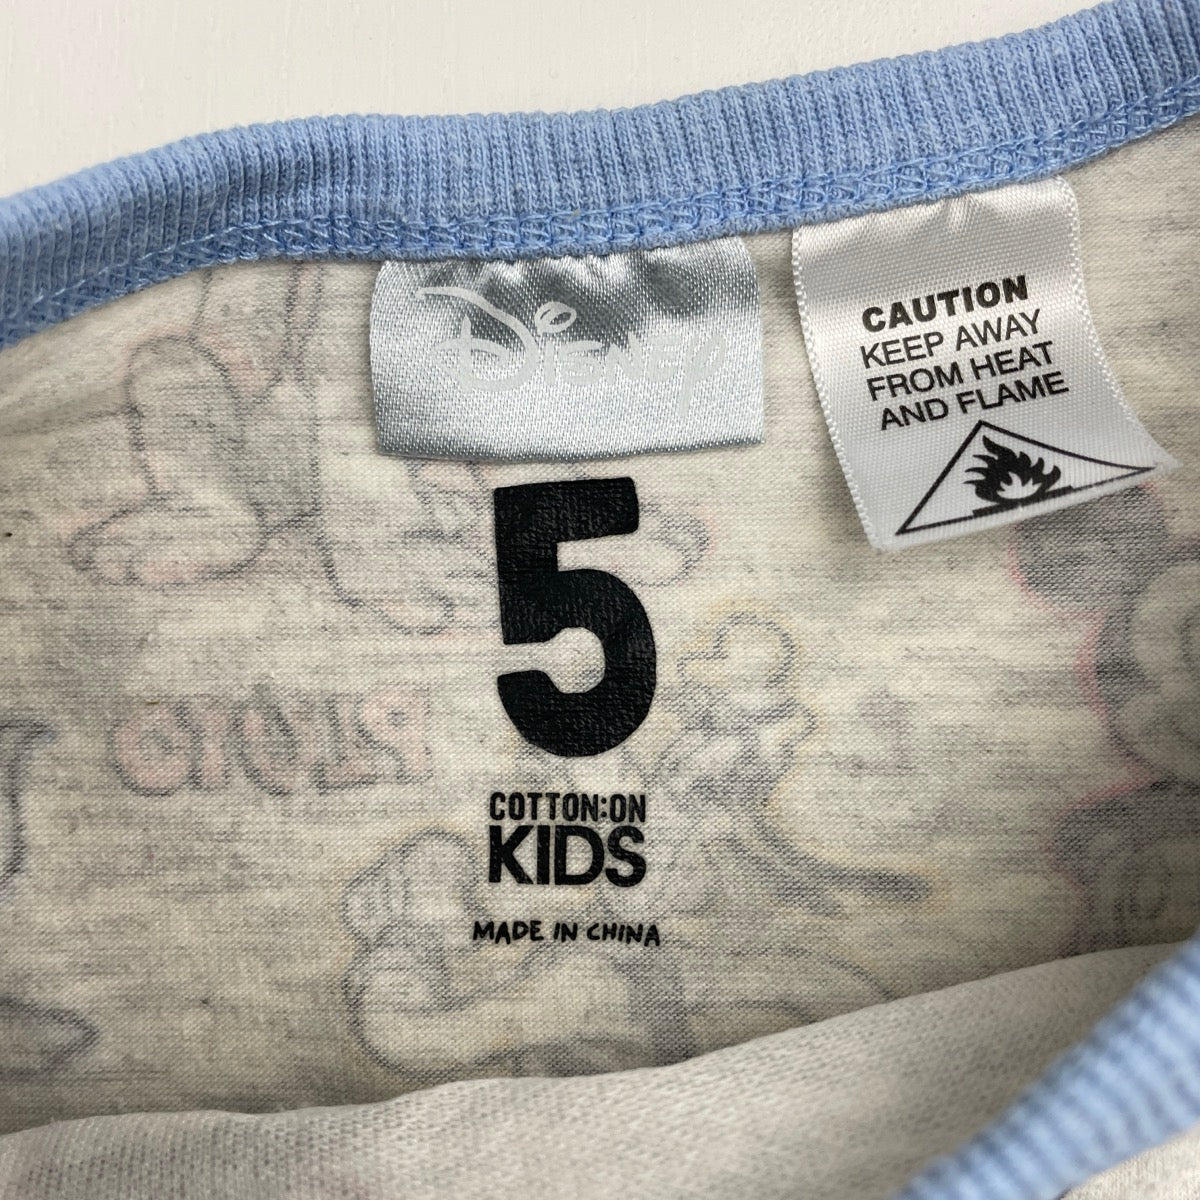 Disney
CAUTION
KEEP AWAY
FROM HEAT
AND FLAME
5
COTTON:ON
KIDS
MADE IN CHINA